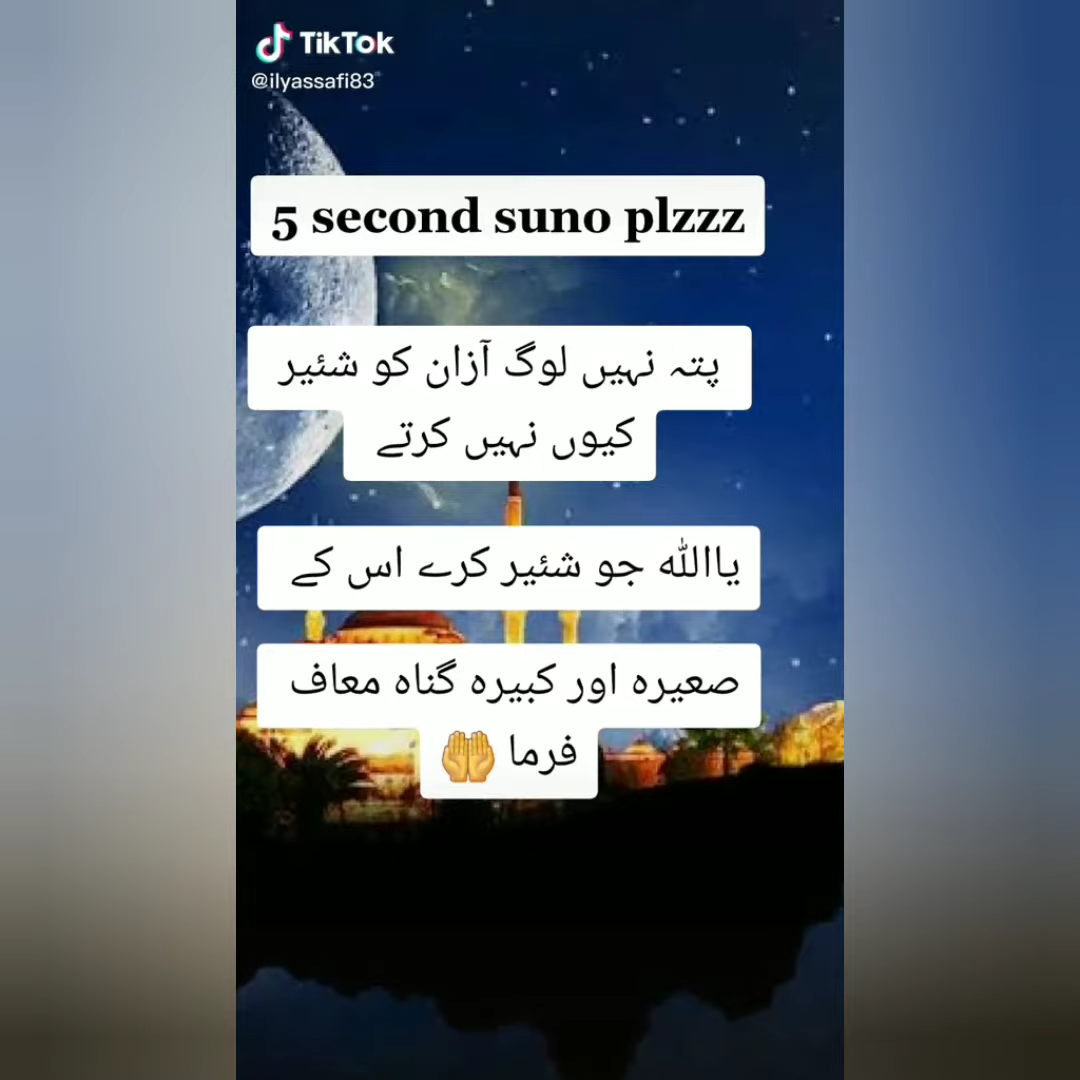 TikTok
@ilyassafi83
5 second suno plzzz
پتہ نہیں لوگ آزان کو شئیر
کیوں نہیں کرتے
یااللہ جو شئیر کرے اس کے
صعیرہ اور کبیرہ گناہ معاف
فرما 🤲